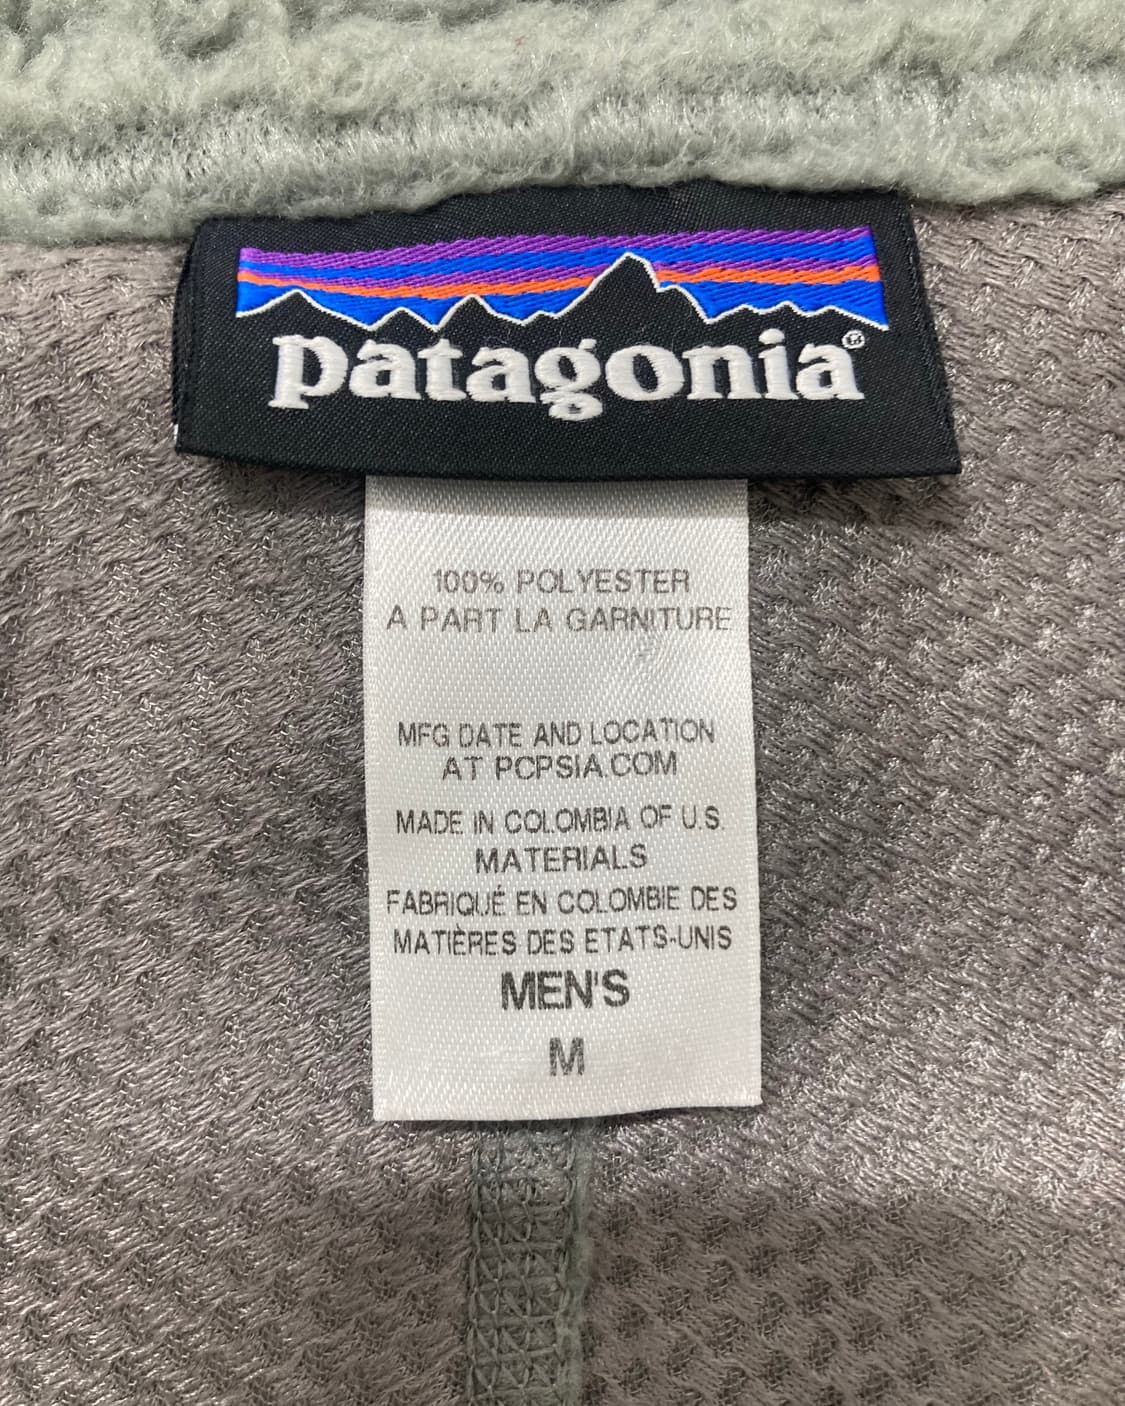 patagonia®
100% POLYESTER
A PART LA GARNITURE
MFG DATE AND LOCATION
AT PCPSIA.COM
MADE IN COLOMBIA OF U.S.
MATERIALS
FABRIQUÉ EN COLOMBIE DES
MATIÈRES DES ETATS-UNIS
MEN'S
M